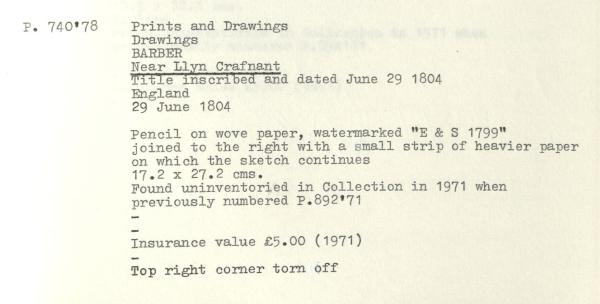 P. 740'78 Prints and Drawings
Drawings
BARBER
Near Llyn Crafnant
Title inscribed and dated June 29 1804
England
29 June 1804
Pencil on wove paper, watermarked "E & S 1799"
joined to the right with a small strip of heavier paper
on which the sketch continues
17.2 x 27.2 cms.
Found uninventoried in Collection in 1971 when
previously numbered P.892'71
-
-
Insurance value £5.00 (1971)
-
Top right corner torn off